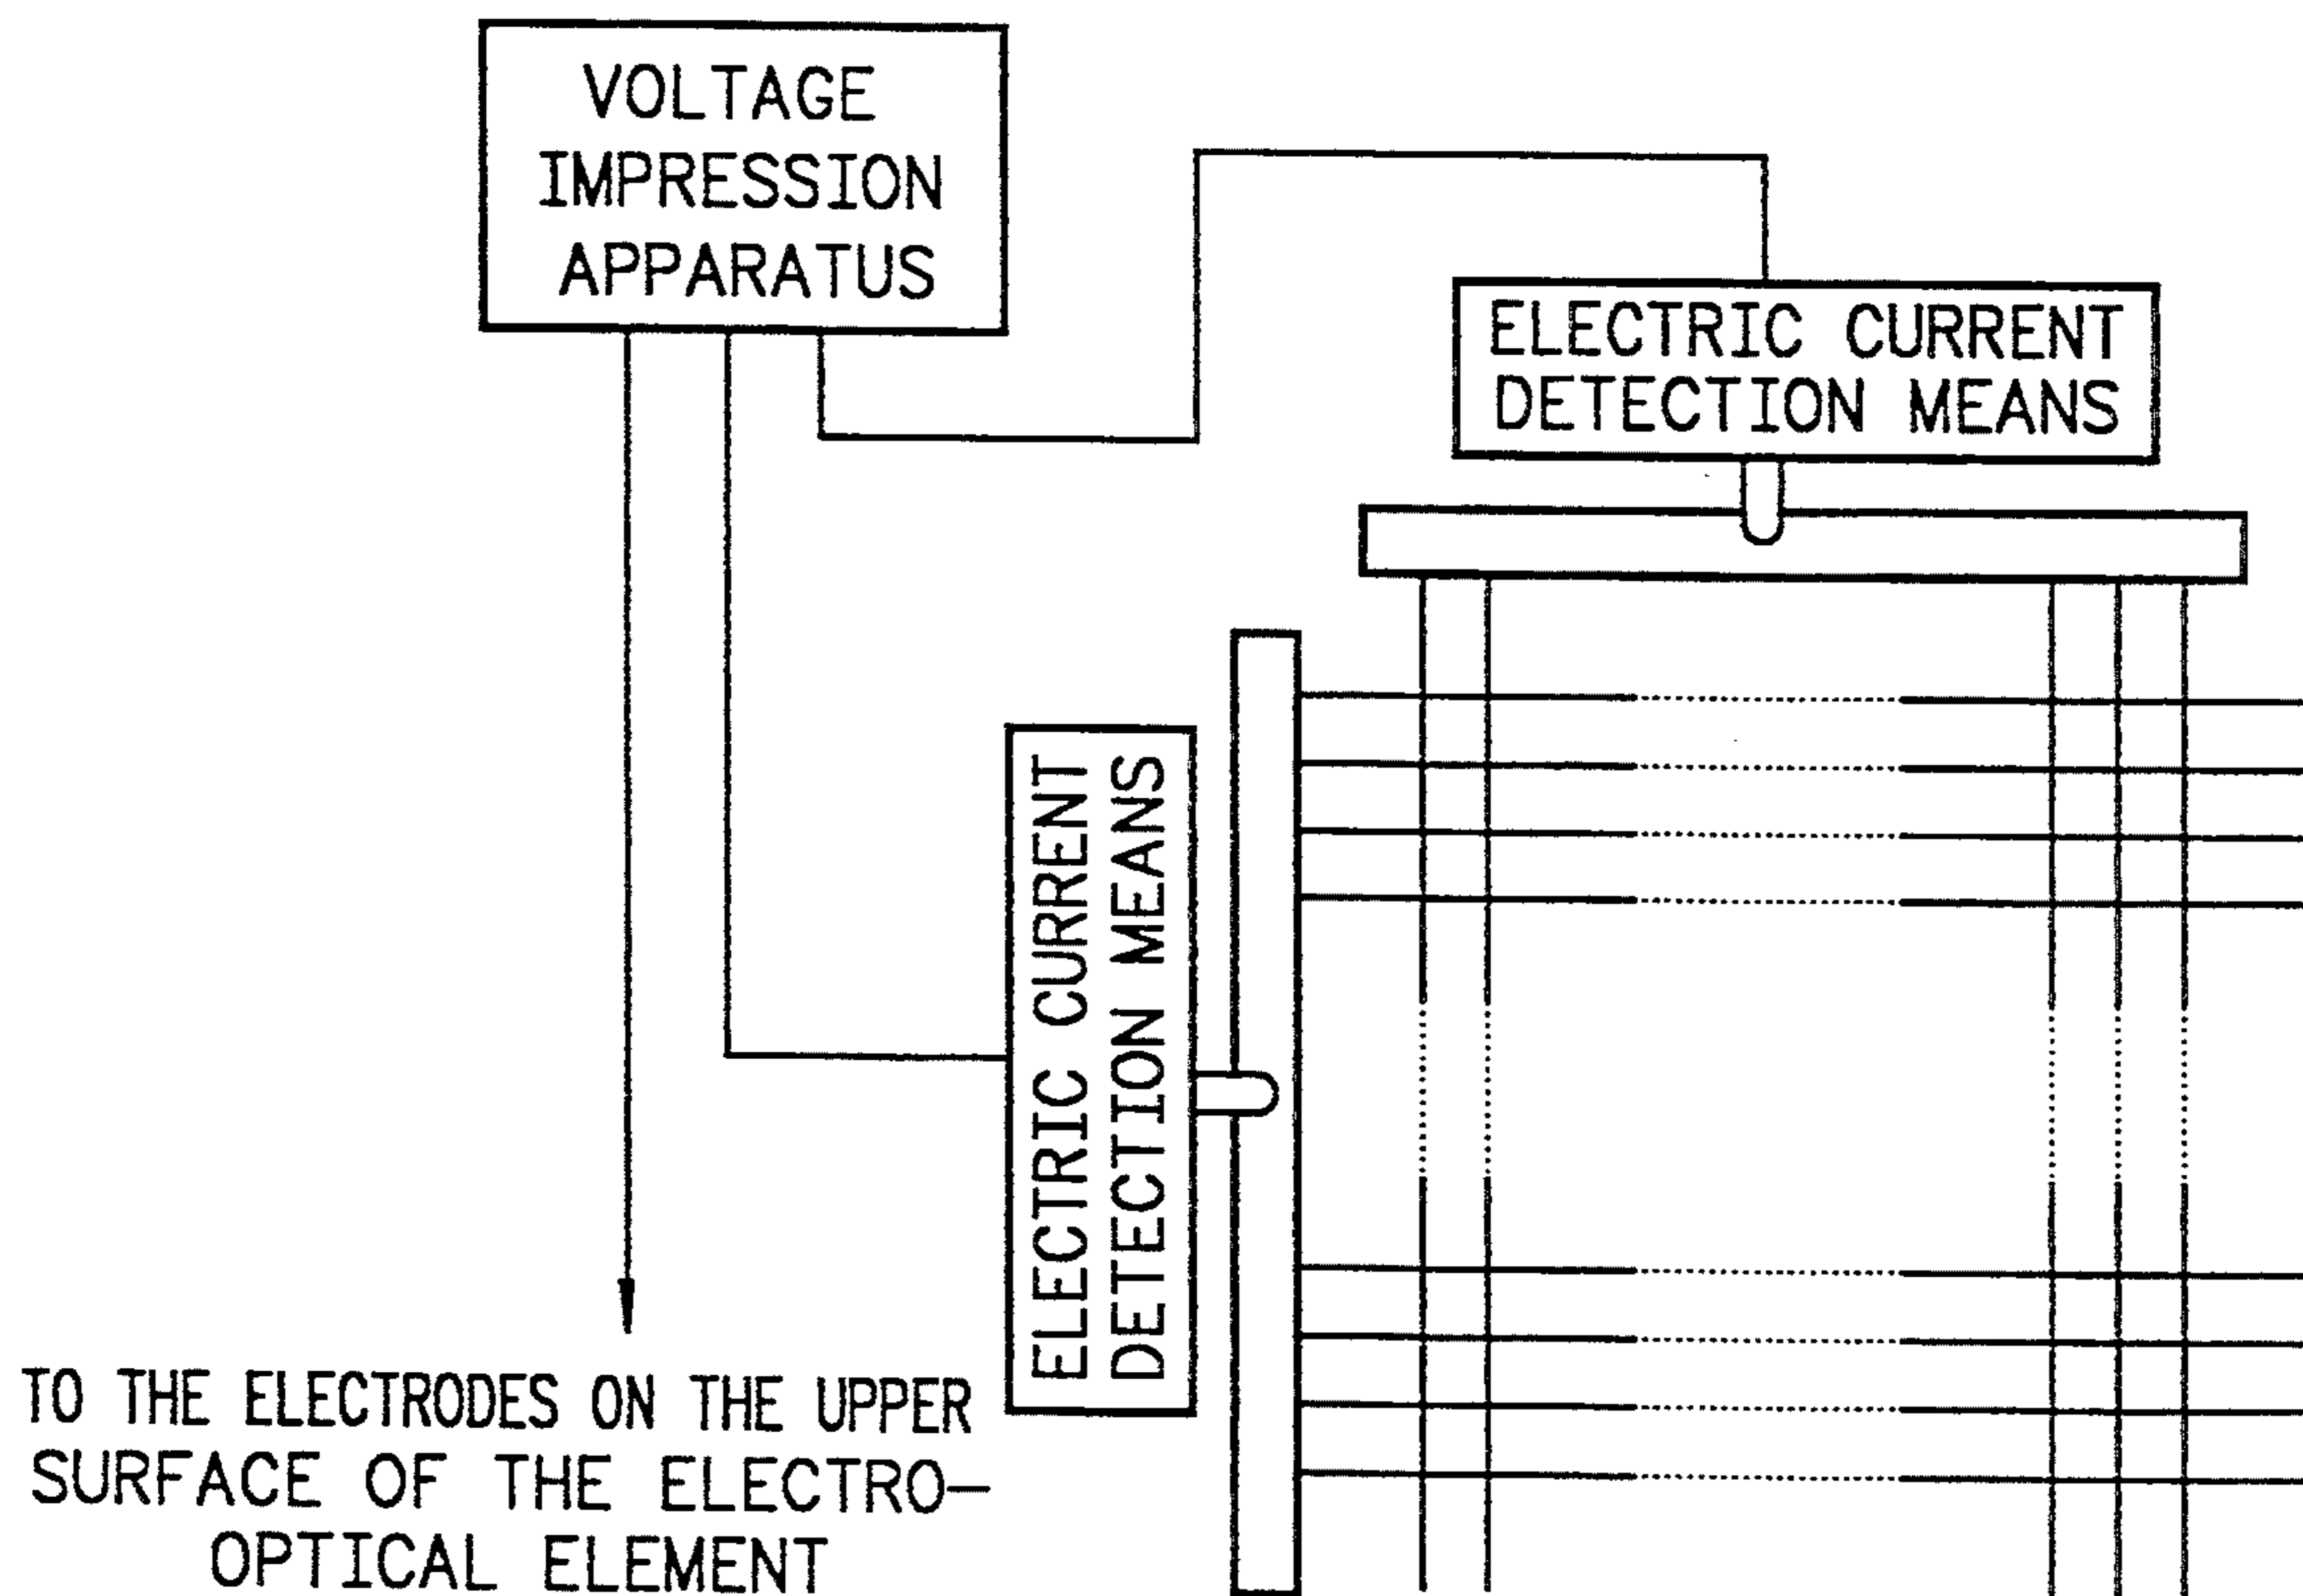 VOLTAGE
IMPRESSION
APPARATUS
ELECTRIC CURRENT
DETECTION MEANS
ELECTRIC CURRENT
DETECTION MEANS
TO THE ELECTRODES ON THE UPPER
SURFACE OF THE ELECTRO-
OPTICAL ELEMENT